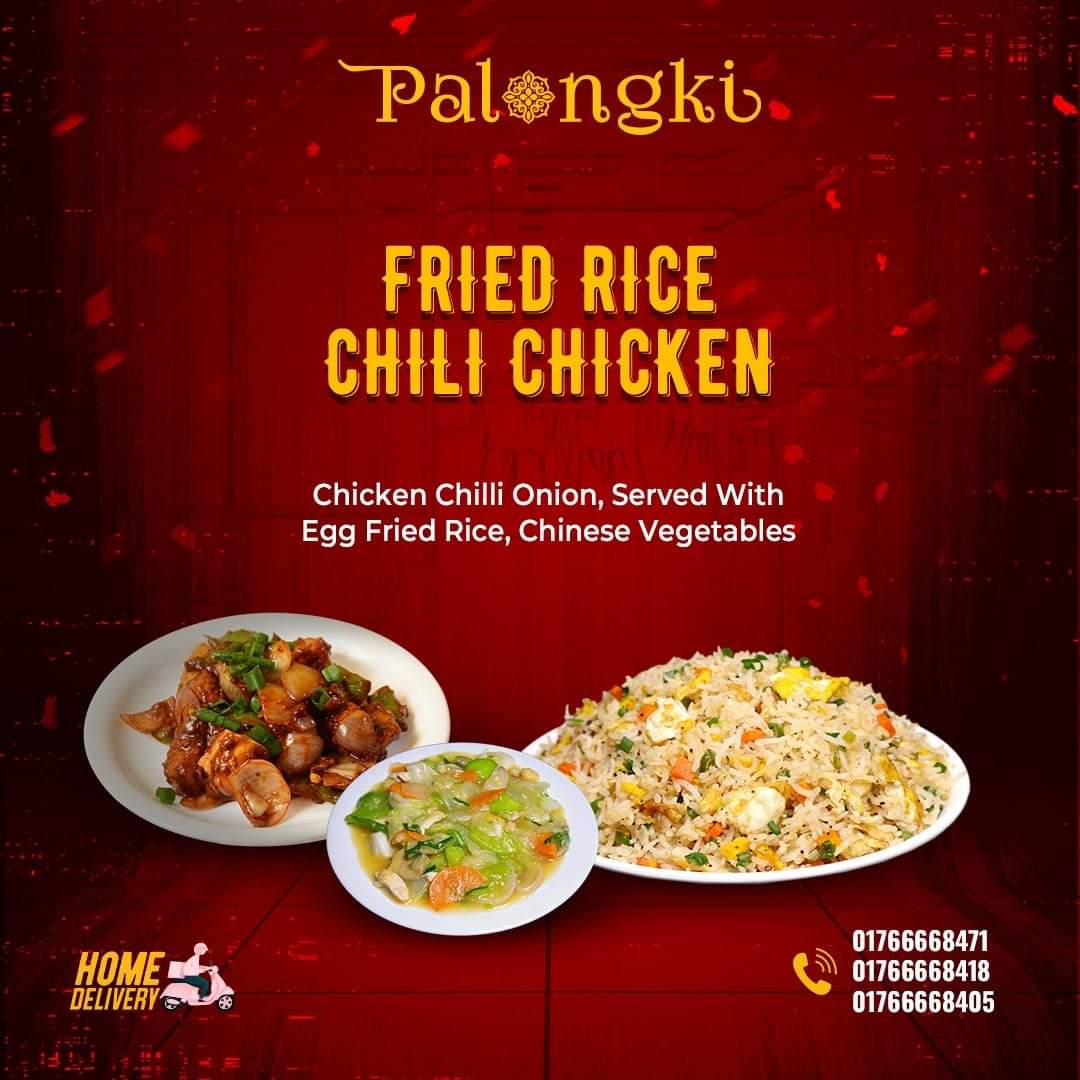 Palongki
FRIED RICE
CHILI CHICKEN
Chicken Chilli Onion, Served With
Egg Fried Rice, Chinese Vegetables
HOME
DELIVERY
01766668471
01766668418
01766668405